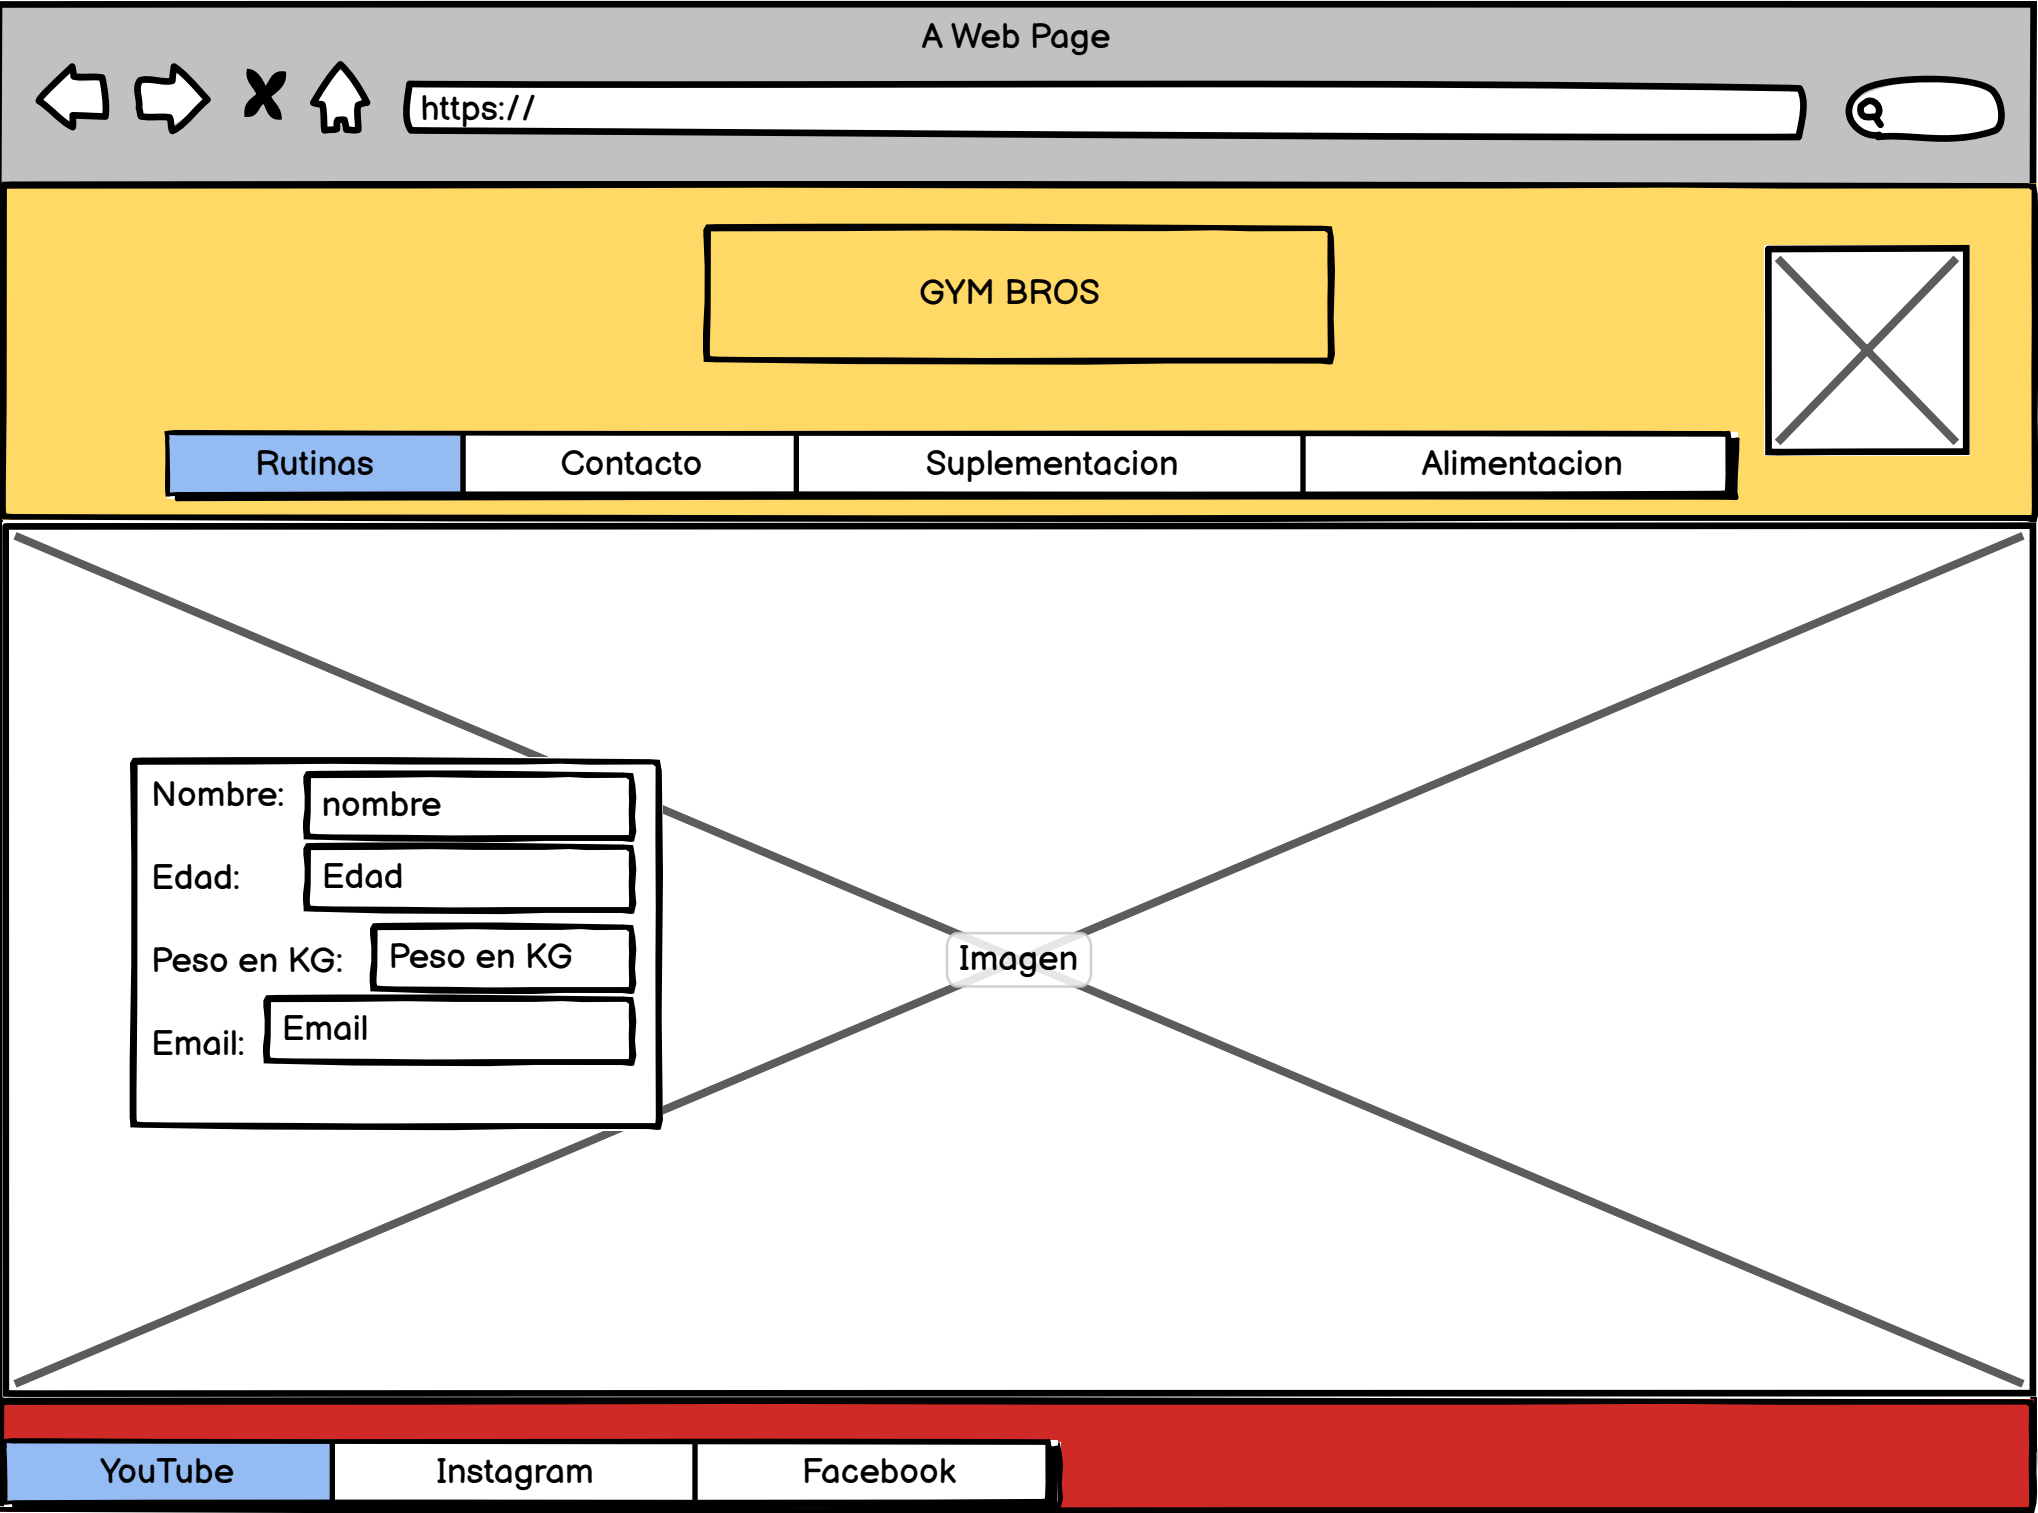 A Web Page
https://
GYM BROS
Rutinas Contacto Suplementacion Alimentacion
Nombre: nombre
Edad: Edad
Peso en KG: Peso en KG
Email: Email
Imagen
YouTube Instagram Facebook